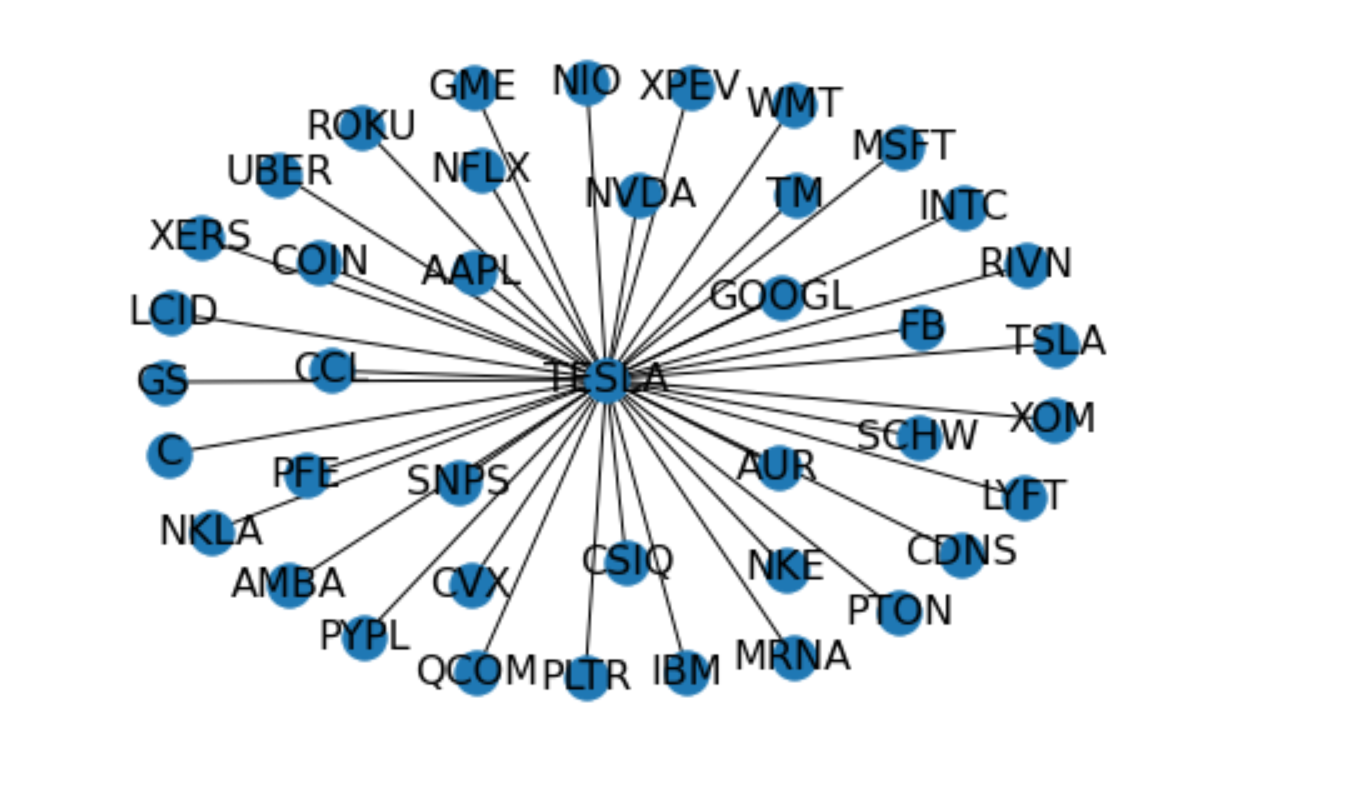 GME
NIO
XPEV
WMT
ROKU
MSFT
UBER
NFLX
NVDA
TM
INTC
XERS
COIN
AAPL
RIVN
LCID
GOOGL
FB
TSLA
GS
CCL
TESLA
XOM
C
PFE
SNPS
AUR
SCHW
LYFT
NKLA
CDNS
AMBA
CVX
CSIQ
NKE
PTON
PYPL
QCOM
PLTR
IBM
MRNA